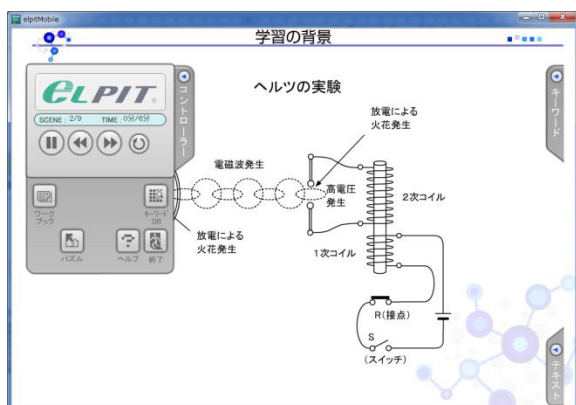 elpitMobile
学習の背景
ELPIT
SCENE : 2/9 TIME : 0分/6分
コントローラー
ワーク
ブック
キーワード
DB
パズル
ヘルプ
終了
ヘルツの実験
放電による
火花発生
電磁波発生
高電圧
発生
2次コイル
放電による
火花発生
1次コイル
R(接点)
S
(スイッチ)
キーワード
テキスト